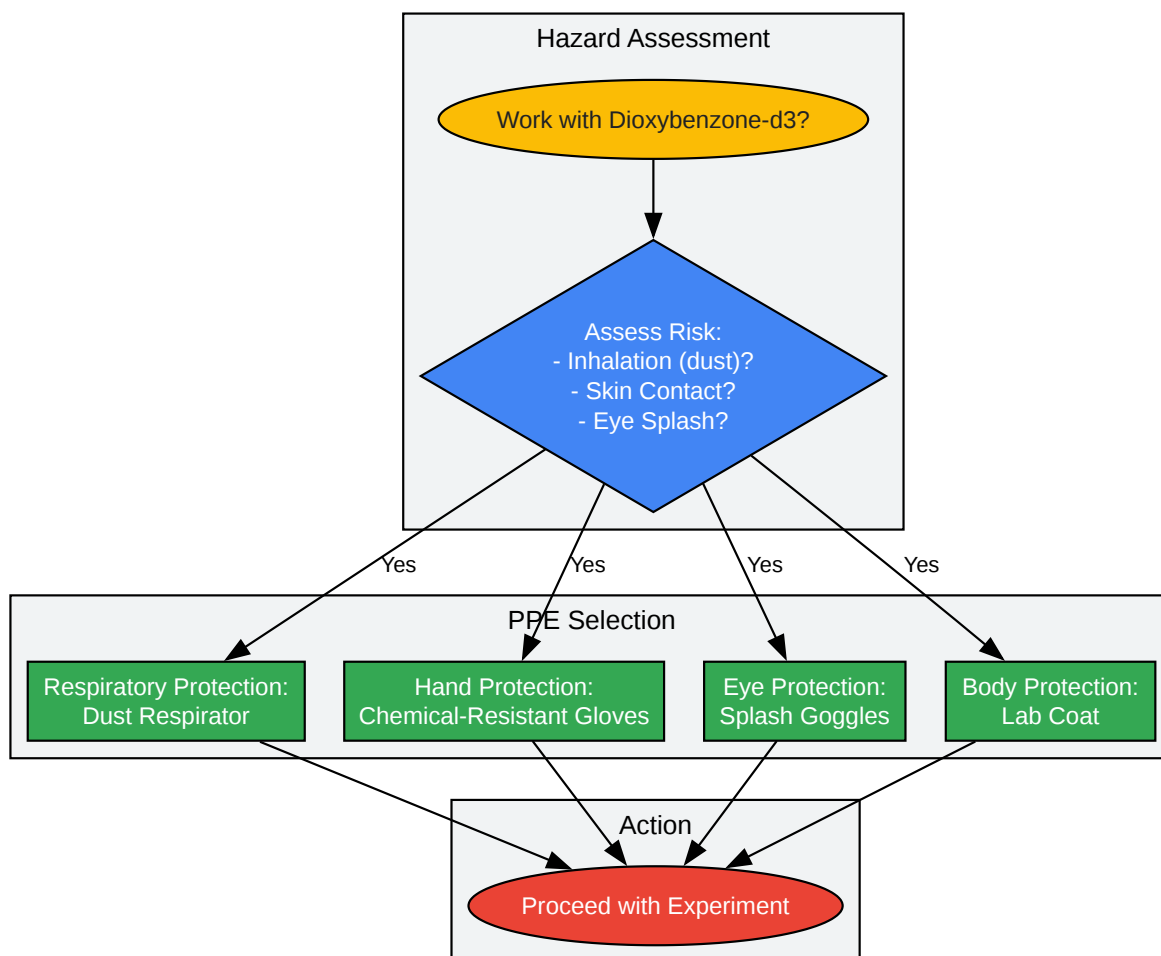 Hazard Assessment
Work with Dioxybenzone-d3?
Assess Risk:
- Inhalation (dust)?
- Skin Contact?
- Eye Splash?
Yes
Yes
Yes
Yes
PPE Selection
Respiratory Protection:
Dust Respirator
Hand Protection:
Chemical-Resistant Gloves
Eye Protection:
Splash Goggles
Body Protection:
Lab Coat
Action
Proceed with Experiment